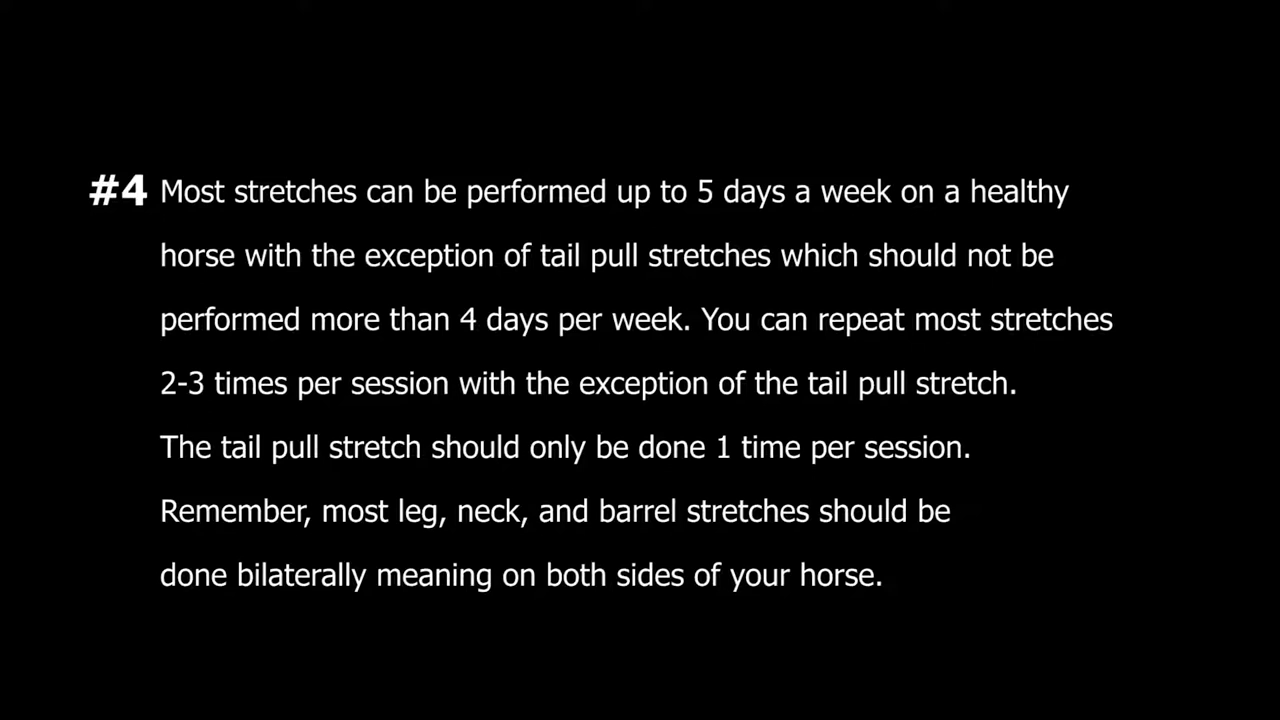 #4 Most stretches can be performed up to 5 days a week on a healthy
horse with the exception of tail pull stretches which should not be
performed more than 4 days per week. You can repeat most stretches
2-3 times per session with the exception of the tail pull stretch.
The tail pull stretch should only be done 1 time per session.
Remember, most leg, neck, and barrel stretches should be
done bilaterally meaning on both sides of your horse.